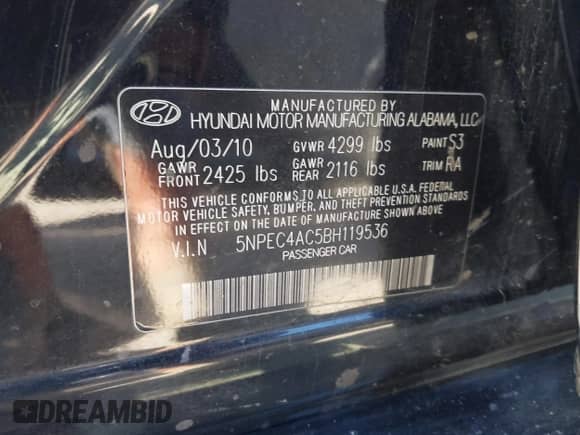 MANUFACTURED BY
HYUNDAI MOTOR MANUFACTURING ALABAMA, LLC
Aug/03/10 GVWR 4299 lbs PAINT S3
GAWR FRONT 2425 lbs GAWR REAR 2116 lbs TRIM RA
THIS VEHICLE CONFORMS TO ALL APPLICABLE U.S.A. FEDERAL
MOTOR VEHICLE SAFETY, BUMPER, AND THEFT PREVENTION STANDARDS
IN EFFECT ON THE DATE OF MANUFACTURE SHOWN ABOVE
V.I.N 5NPEC4AC5BH119536
PASSENGER CAR
DREAMBID